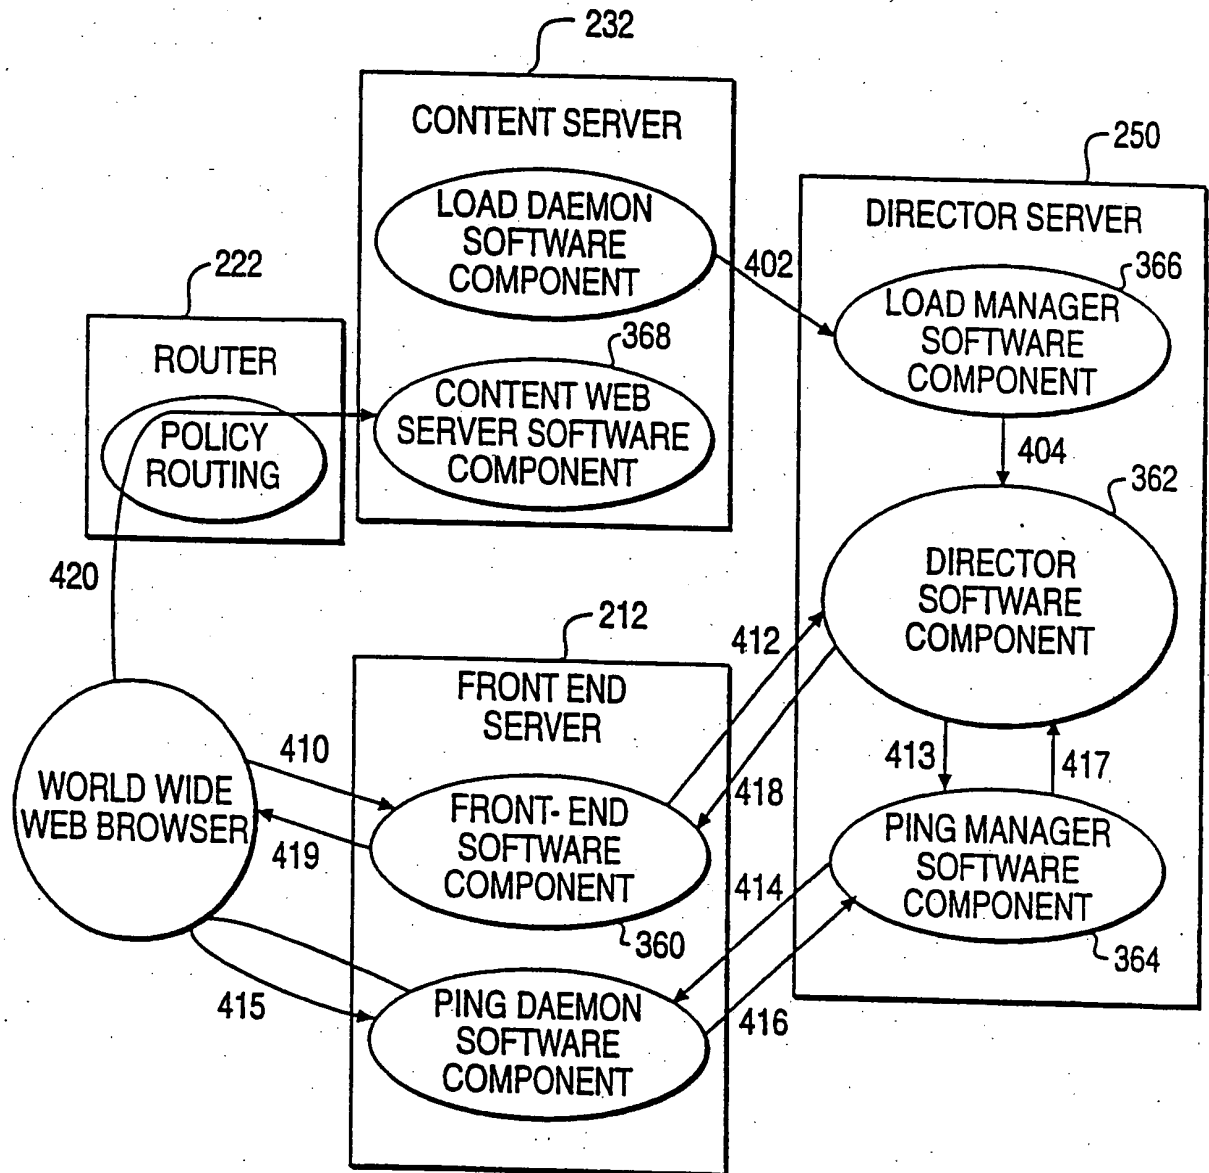 232
CONTENT SERVER
LOAD DAEMON
SOFTWARE
COMPONENT
402
368
CONTENT WEB
SERVER SOFTWARE
COMPONENT
222
ROUTER
POLICY
ROUTING
420
250
DIRECTOR SERVER
366
LOAD MANAGER
SOFTWARE
COMPONENT
404
362
DIRECTOR
SOFTWARE
COMPONENT
413
417
PING MANAGER
SOFTWARE
COMPONENT
364
212
FRONT END
SERVER
412
418
410
WORLD WIDE
WEB BROWSER
419
FRONT- END
SOFTWARE
COMPONENT
360
414
415
PING DAEMON
SOFTWARE
COMPONENT
416